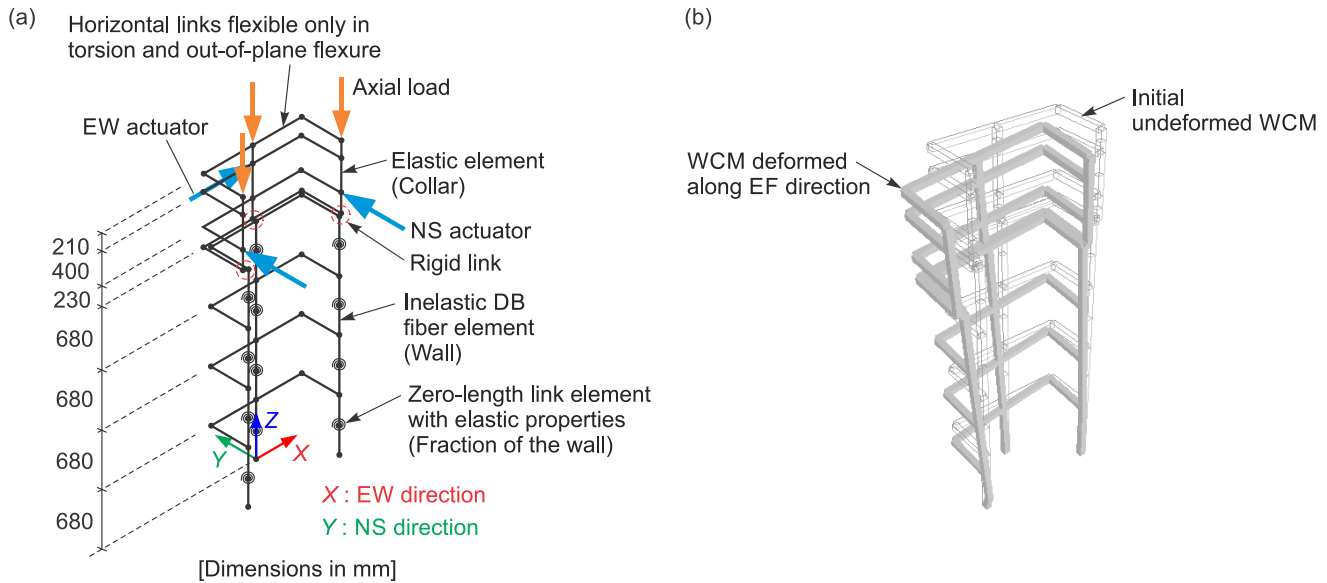 (a)
Horizontal links flexible only in
torsion and out-of-plane flexure
Axial load
EW actuator
Elastic element
(Collar)
NS actuator
Rigid link
Inelastic DB
fiber element
(Wall)
Zero-length link element
with elastic properties
(Fraction of the wall)
210
400
230
680
680
680
680
Z
Y
X
X : EW direction
Y : NS direction
[Dimensions in mm]
(b)
Initial
undeformed WCM
WCM deformed
along EF direction